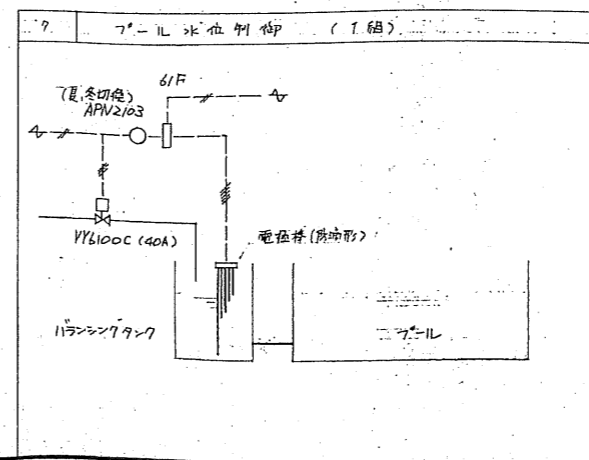 7 プール水位制御 (1組)
61F
(夏,冬切換)
APN2103
VY6100C (40A)
電極棒(防滴形)
バランシングタンク
プール